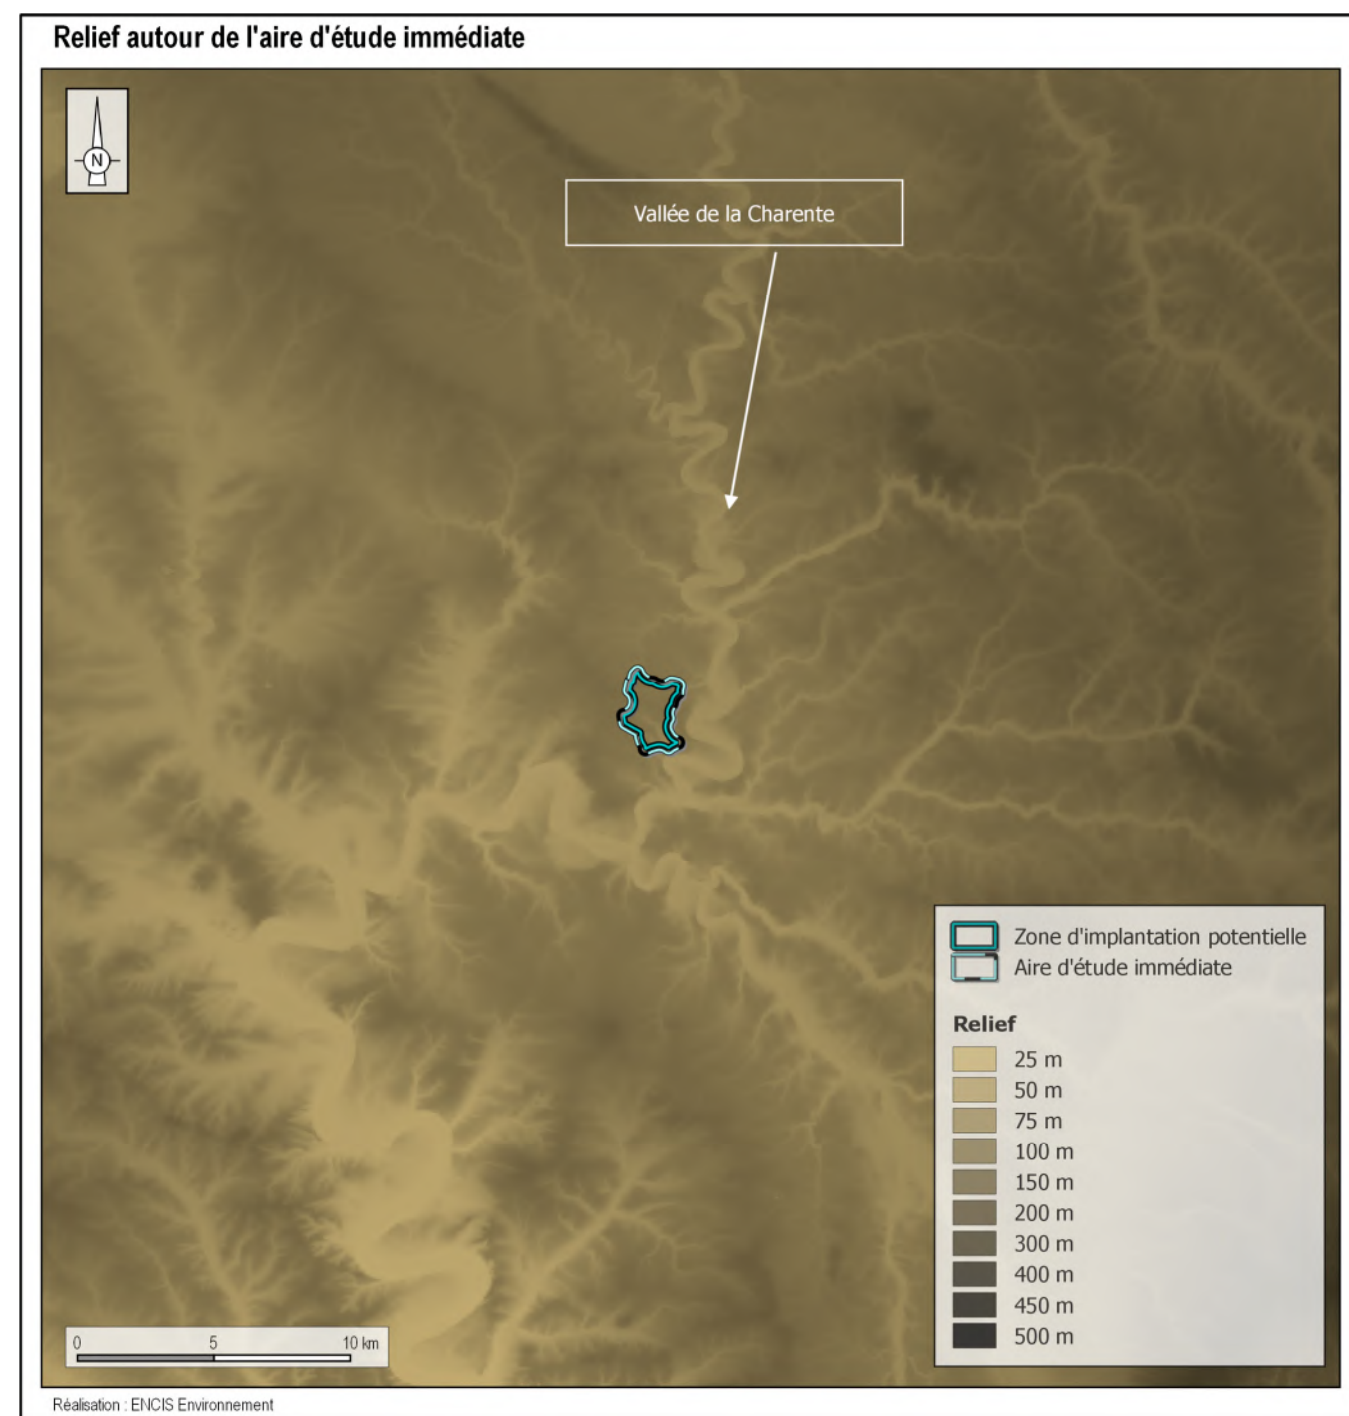 Relief autour de l'aire d'étude immédiate
N
Vallée de la Charente
Zone d'implantation potentielle
Aire d'étude immédiate
Relief
25 m
50 m
75 m
100 m
150 m
200 m
300 m
400 m
450 m
500 m
0 5 10 km
Réalisation : ENCIS Environnement